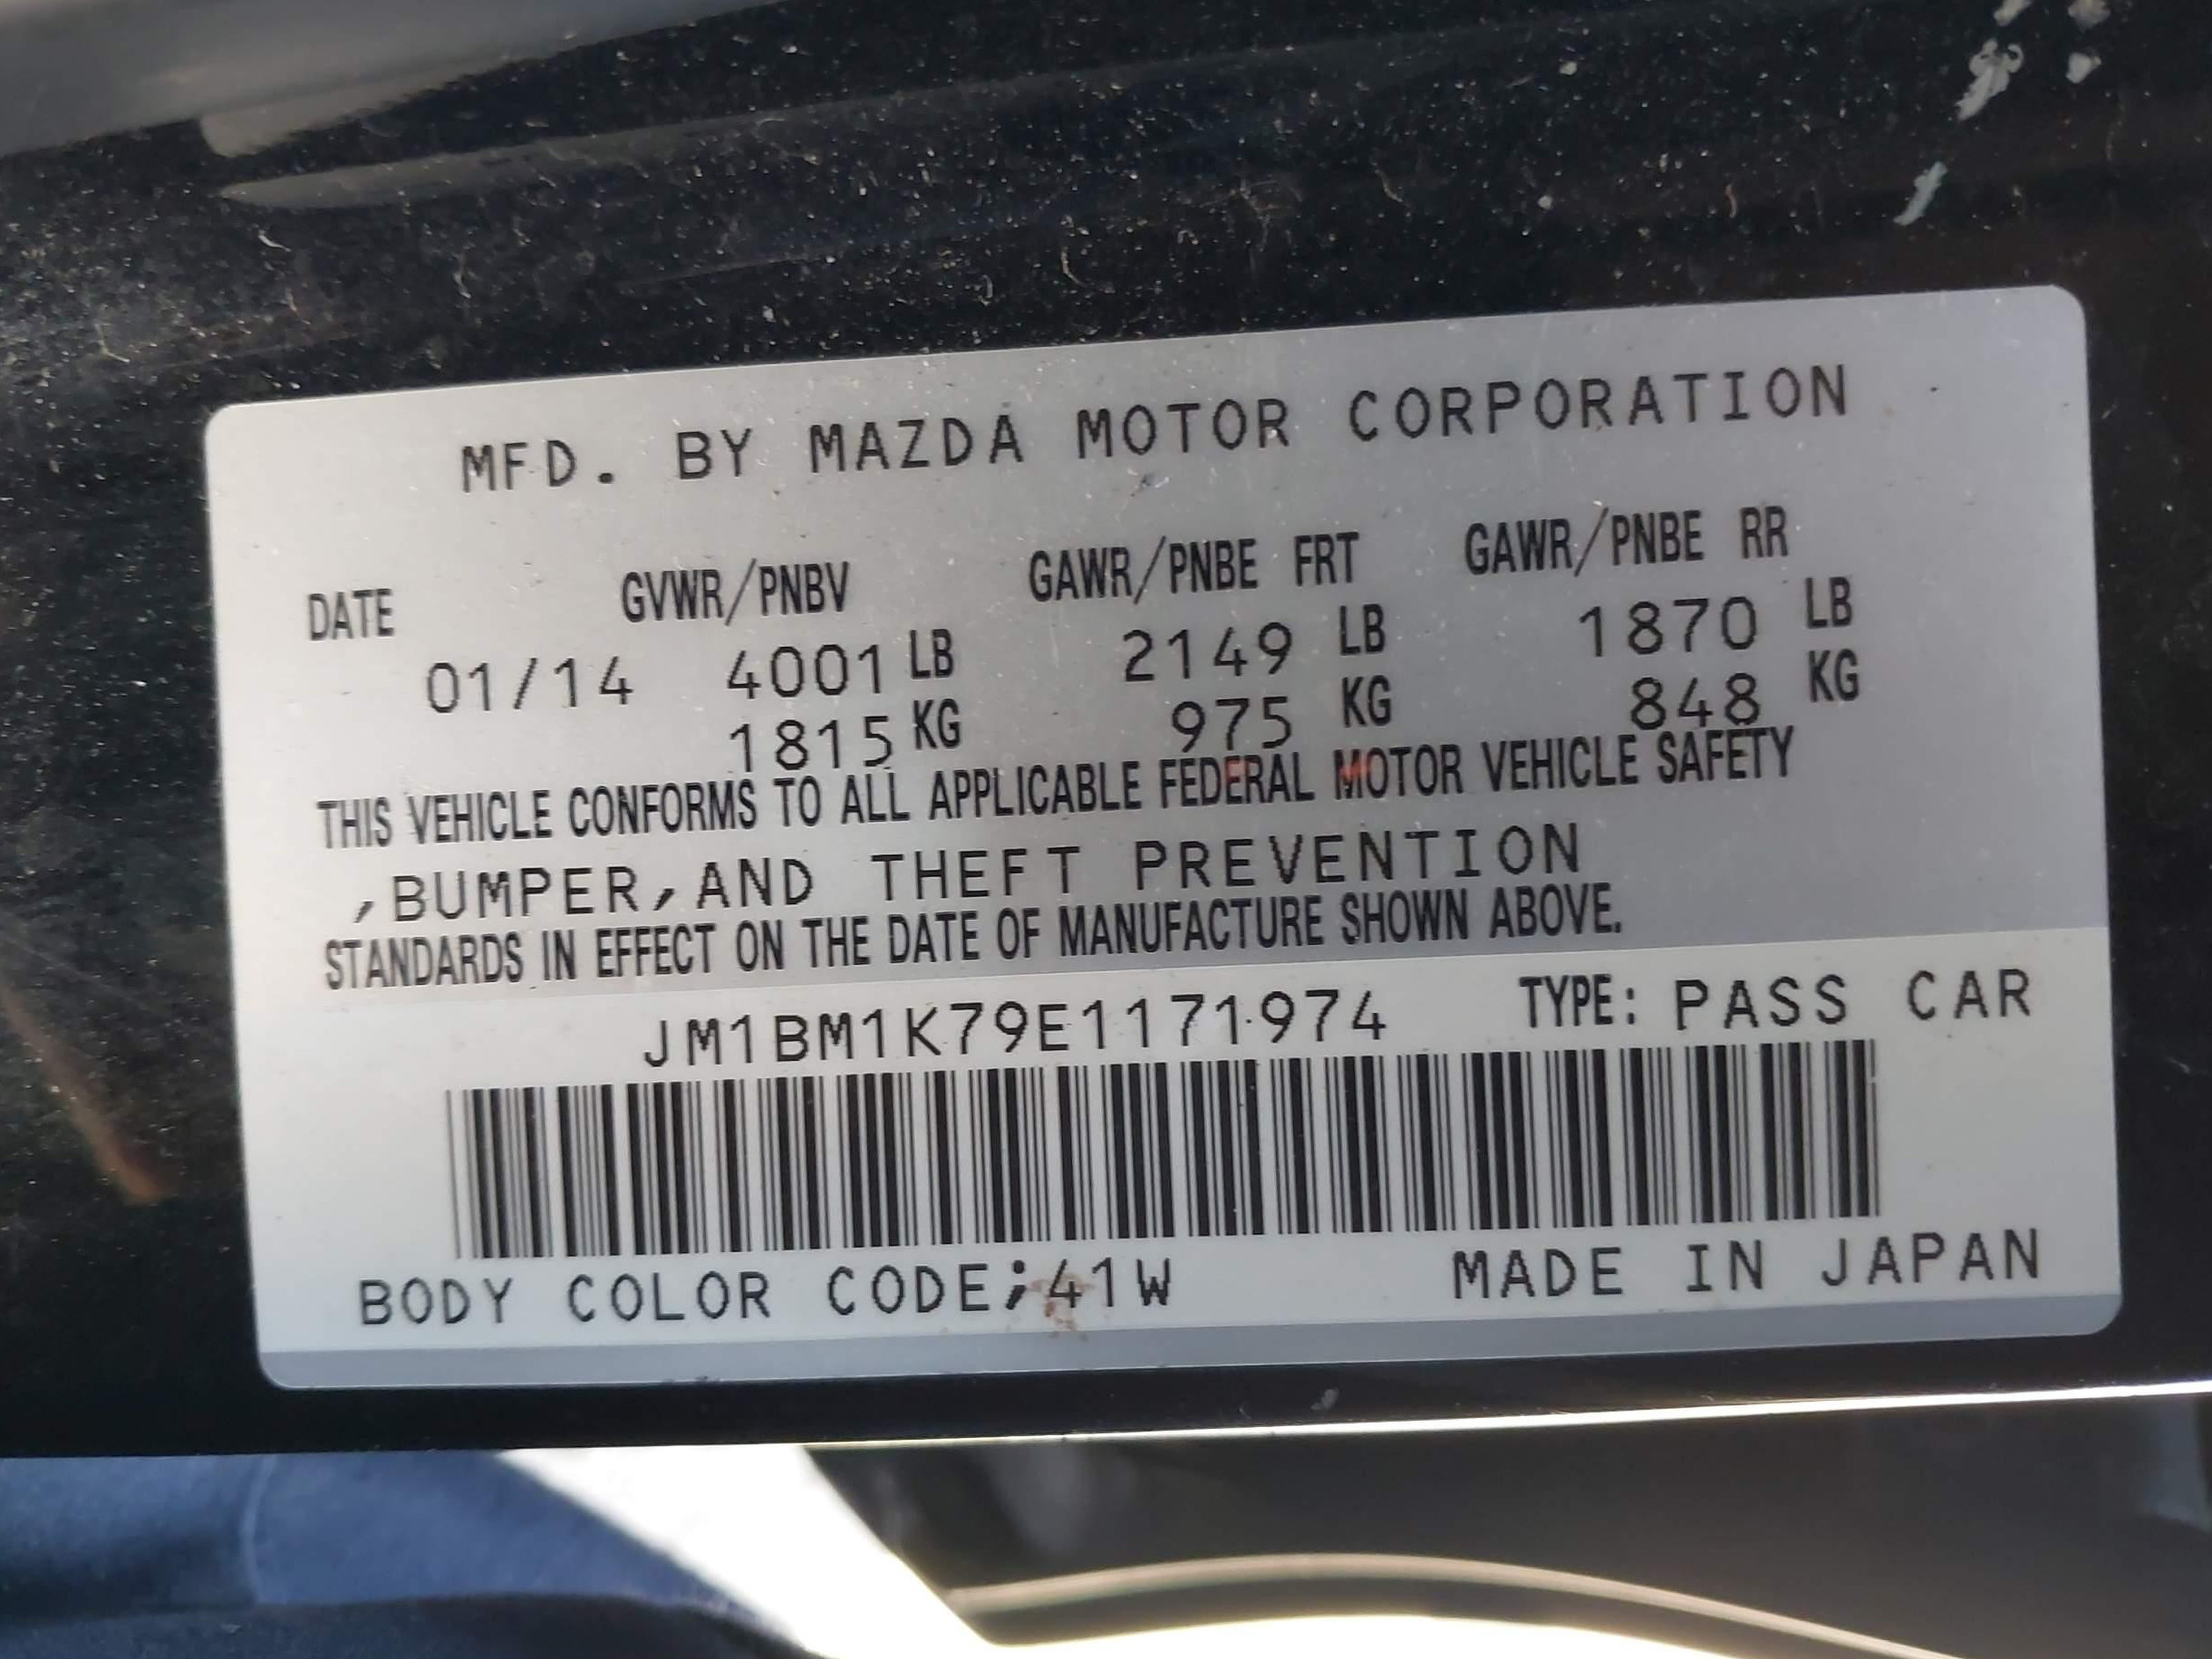 MFD. BY MAZDA MOTOR CORPORATION
DATE GVWR/PNBV GAWR/PNBE FRT GAWR/PNBE RR
01/14 4001 LB 2149 LB 1870 LB
1815 KG 975 KG 848 KG
THIS VEHICLE CONFORMS TO ALL APPLICABLE FEDERAL MOTOR VEHICLE SAFETY
,BUMPER,AND THEFT PREVENTION
STANDARDS IN EFFECT ON THE DATE OF MANUFACTURE SHOWN ABOVE.
JM1BM1K79E1171974 TYPE: PASS CAR
BODY COLOR CODE;41W MADE IN JAPAN